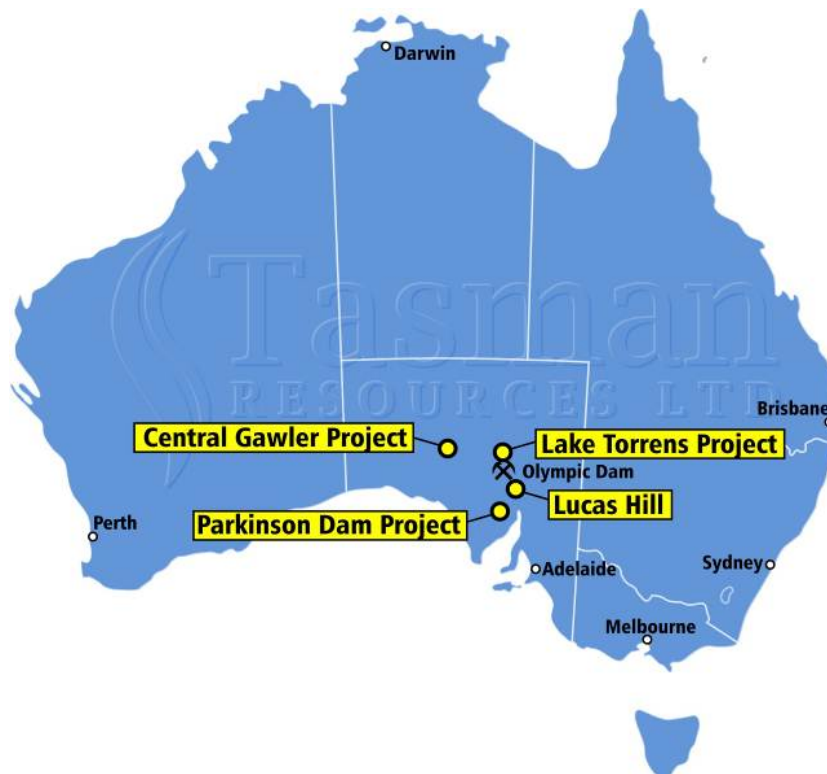 Darwin
Tasman
RESOURCES LTD
Brisbane
Central Gawler Project
Lake Torrens Project
Olympic Dam
Lucas Hill
Parkinson Dam Project
Perth
Adelaide
Sydney
Melbourne